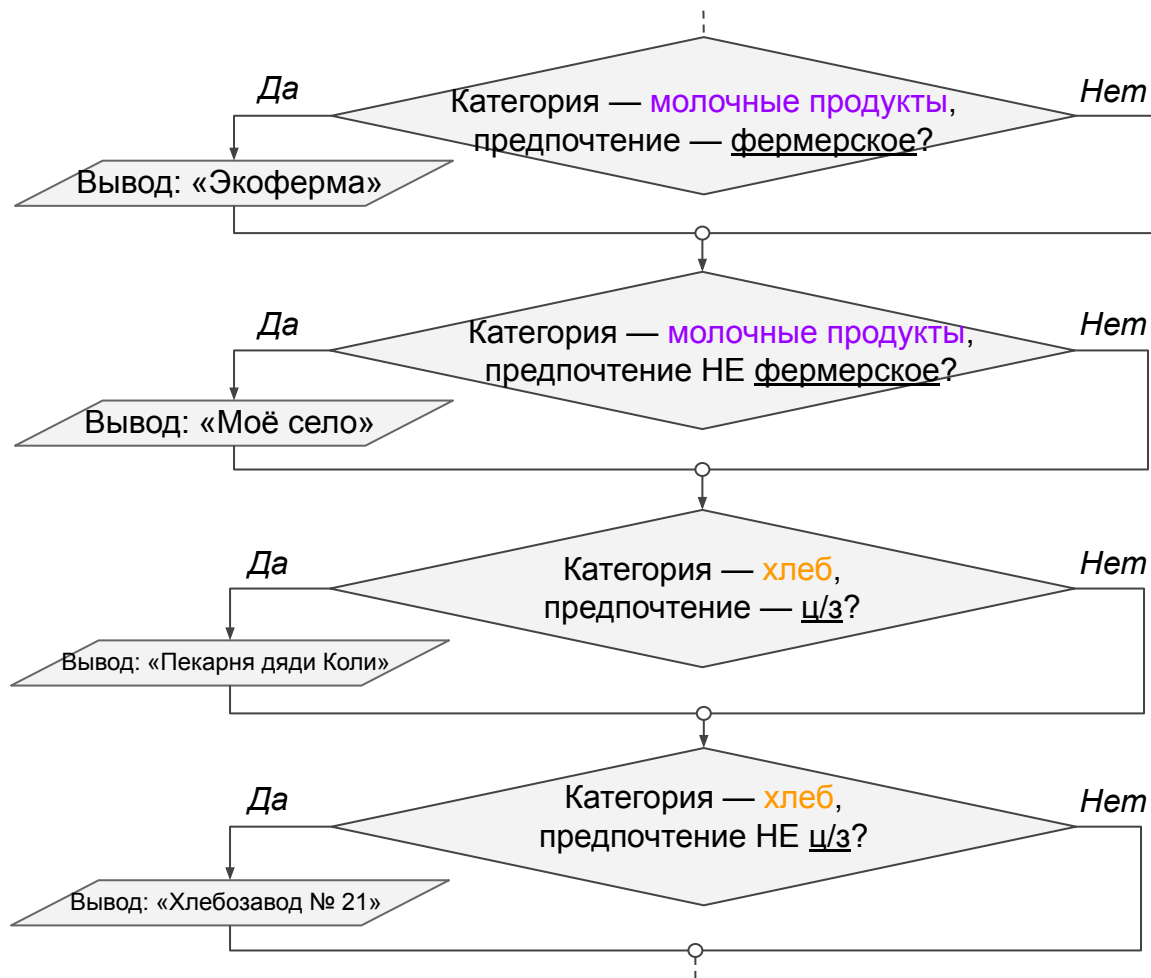 Да
Нет
Категория — молочные продукты,
предпочтение — фермерское?
Вывод: «Экоферма»
Да
Нет
Категория — молочные продукты,
предпочтение НЕ фермерское?
Вывод: «Моё село»
Да
Нет
Категория — хлеб,
предпочтение — ц/з?
Вывод: «Пекарня дяди Коли»
Да
Нет
Категория — хлеб,
предпочтение НЕ ц/з?
Вывод: «Хлебозавод № 21»